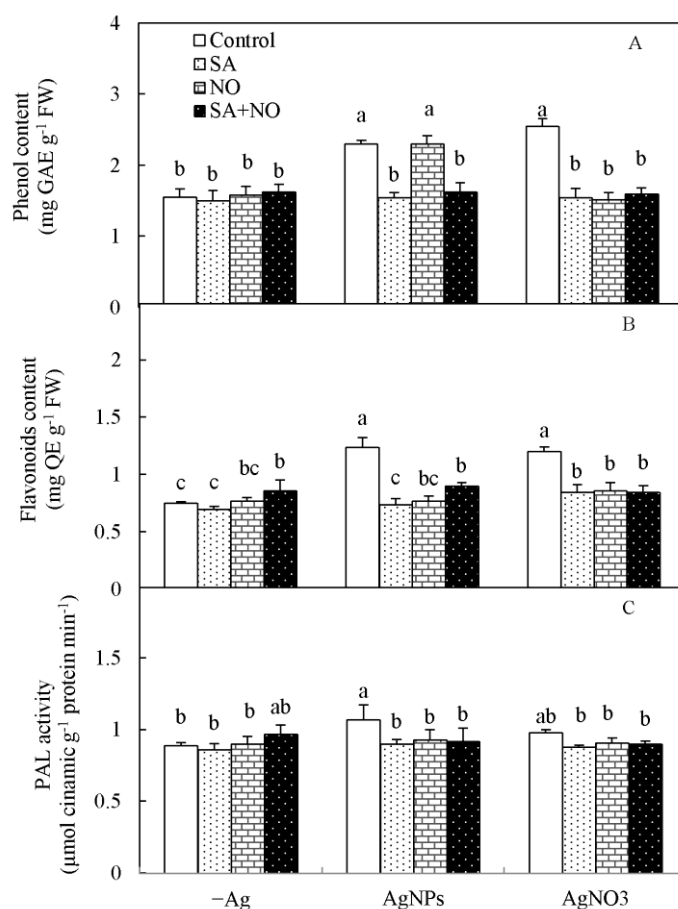 4
3
2
1
0
Phenol content
(mg GAE g⁻¹ FW)
Control
SA
NO
SA+NO
A
b b b b
a b a b
a b b b
2
1.5
1
0.5
0
Flavonoids content
(mg QE g⁻¹ FW)
B
c c bc b
a c bc b
a b b b
1.5
1
0.5
0
PAL activity
(µmol cinamic g⁻¹ protein min⁻¹)
C
b b b ab
a b b b
ab b b b
−Ag AgNPs AgNO3